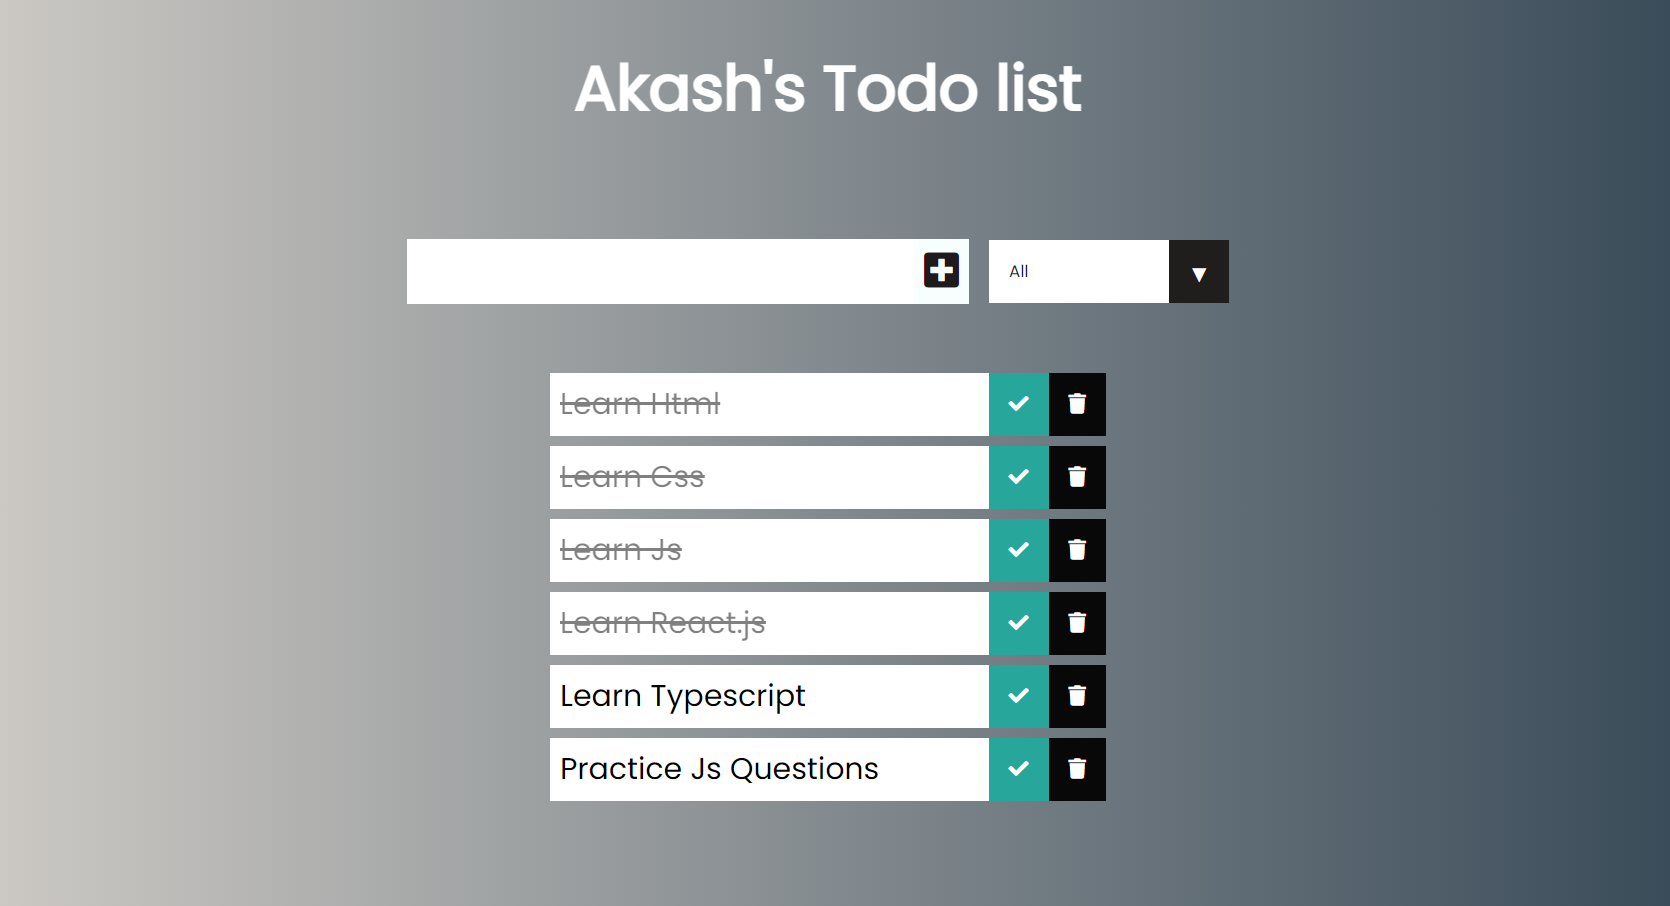 Akash's Todo list
All
Learn Html
Learn Css
Learn Js
Learn React.js
Learn Typescript
Practice Js Questions